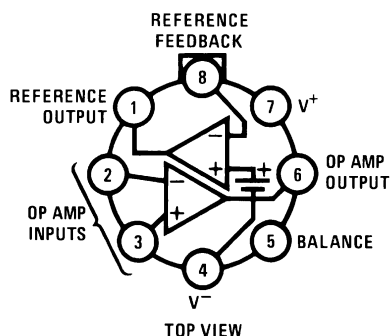 REFERENCE
FEEDBACK
8
REFERENCE
OUTPUT
1
7
V+
−
+
+
2
−
6
OP AMP
OUTPUT
OP AMP
INPUTS
+
3
5
BALANCE
4
V−
TOP VIEW